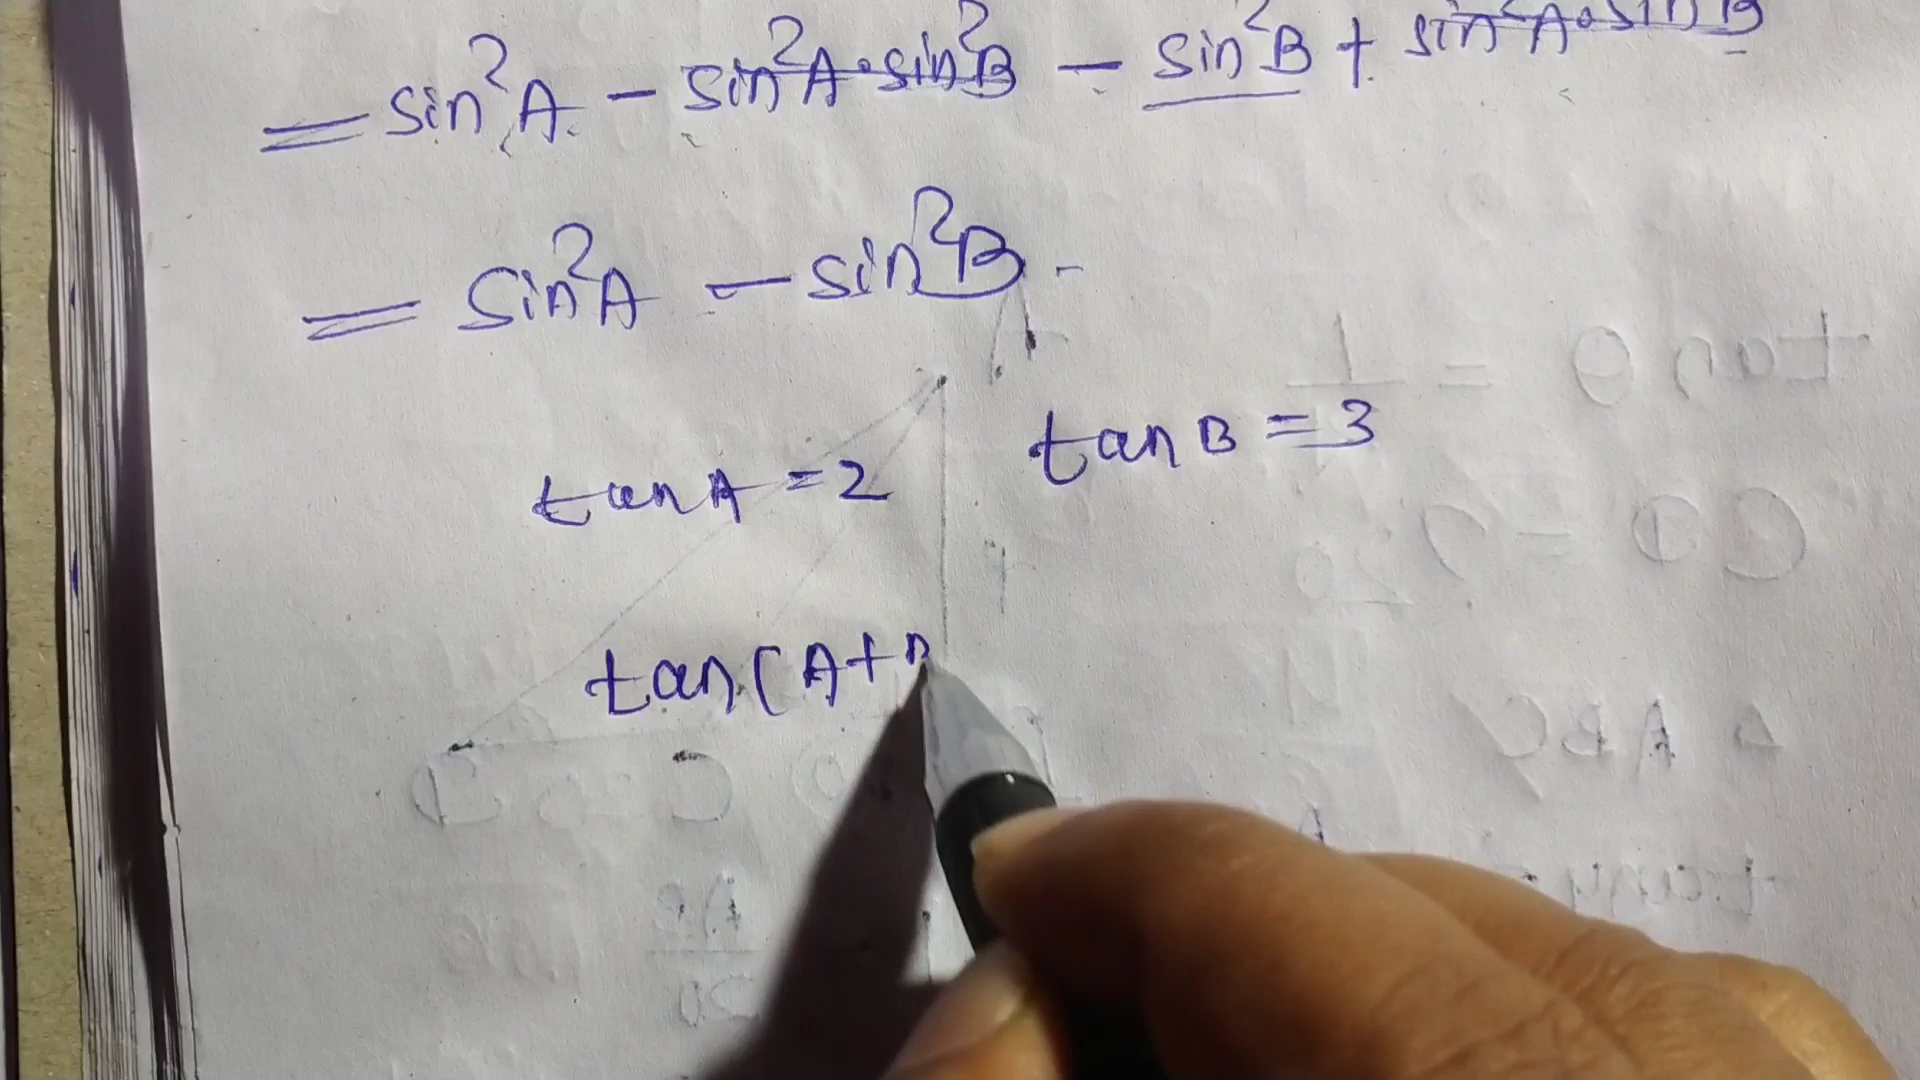 = sin²A - sin²A·sin²B - sin²B + sin²A·sin²B
= sin²A - sin²B
tan A = 2
tan B = 3
tan(A+B